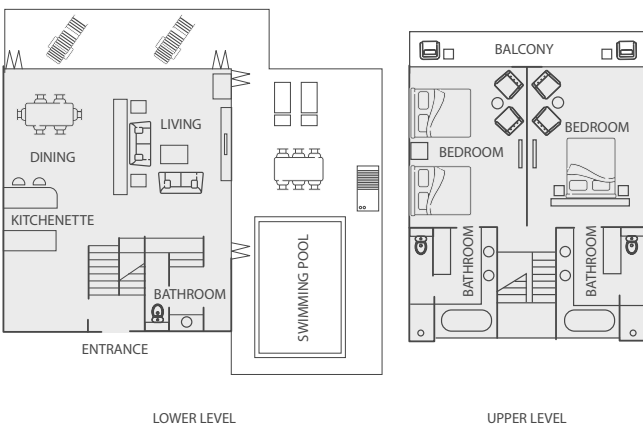 BALCONY
LIVING
DINING
BEDROOM
BEDROOM
KITCHENETTE
SWIMMING POOL
BATHROOM
BATHROOM
BATHROOM
ENTRANCE
LOWER LEVEL
UPPER LEVEL